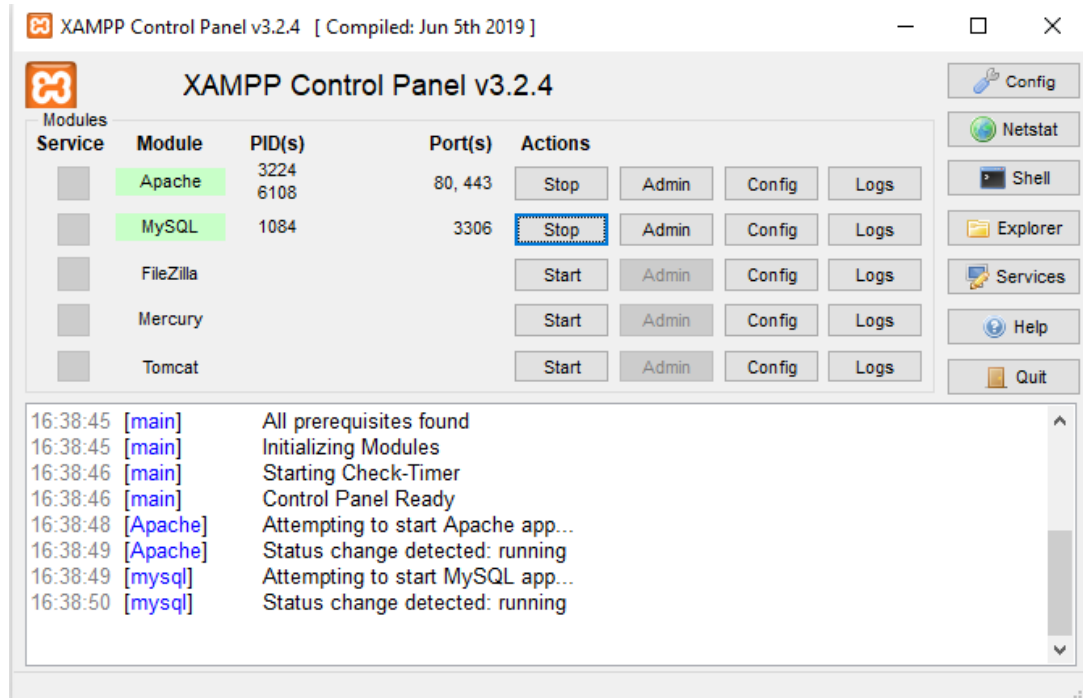 XAMPP Control Panel v3.2.4 [ Compiled: Jun 5th 2019 ]
XAMPP Control Panel v3.2.4
Config
Modules
Netstat
Service Module PID(s) Port(s) Actions
Apache 3224 6108 80, 443 Stop Admin Config Logs
Shell
MySQL 1084 3306 Stop Admin Config Logs
Explorer
FileZilla Start Admin Config Logs
Services
Mercury Start Admin Config Logs
Help
Tomcat Start Admin Config Logs
Quit
16:38:45 [main] All prerequisites found
16:38:45 [main] Initializing Modules
16:38:46 [main] Starting Check-Timer
16:38:46 [main] Control Panel Ready
16:38:48 [Apache] Attempting to start Apache app...
16:38:49 [Apache] Status change detected: running
16:38:49 [mysql] Attempting to start MySQL app...
16:38:50 [mysql] Status change detected: running